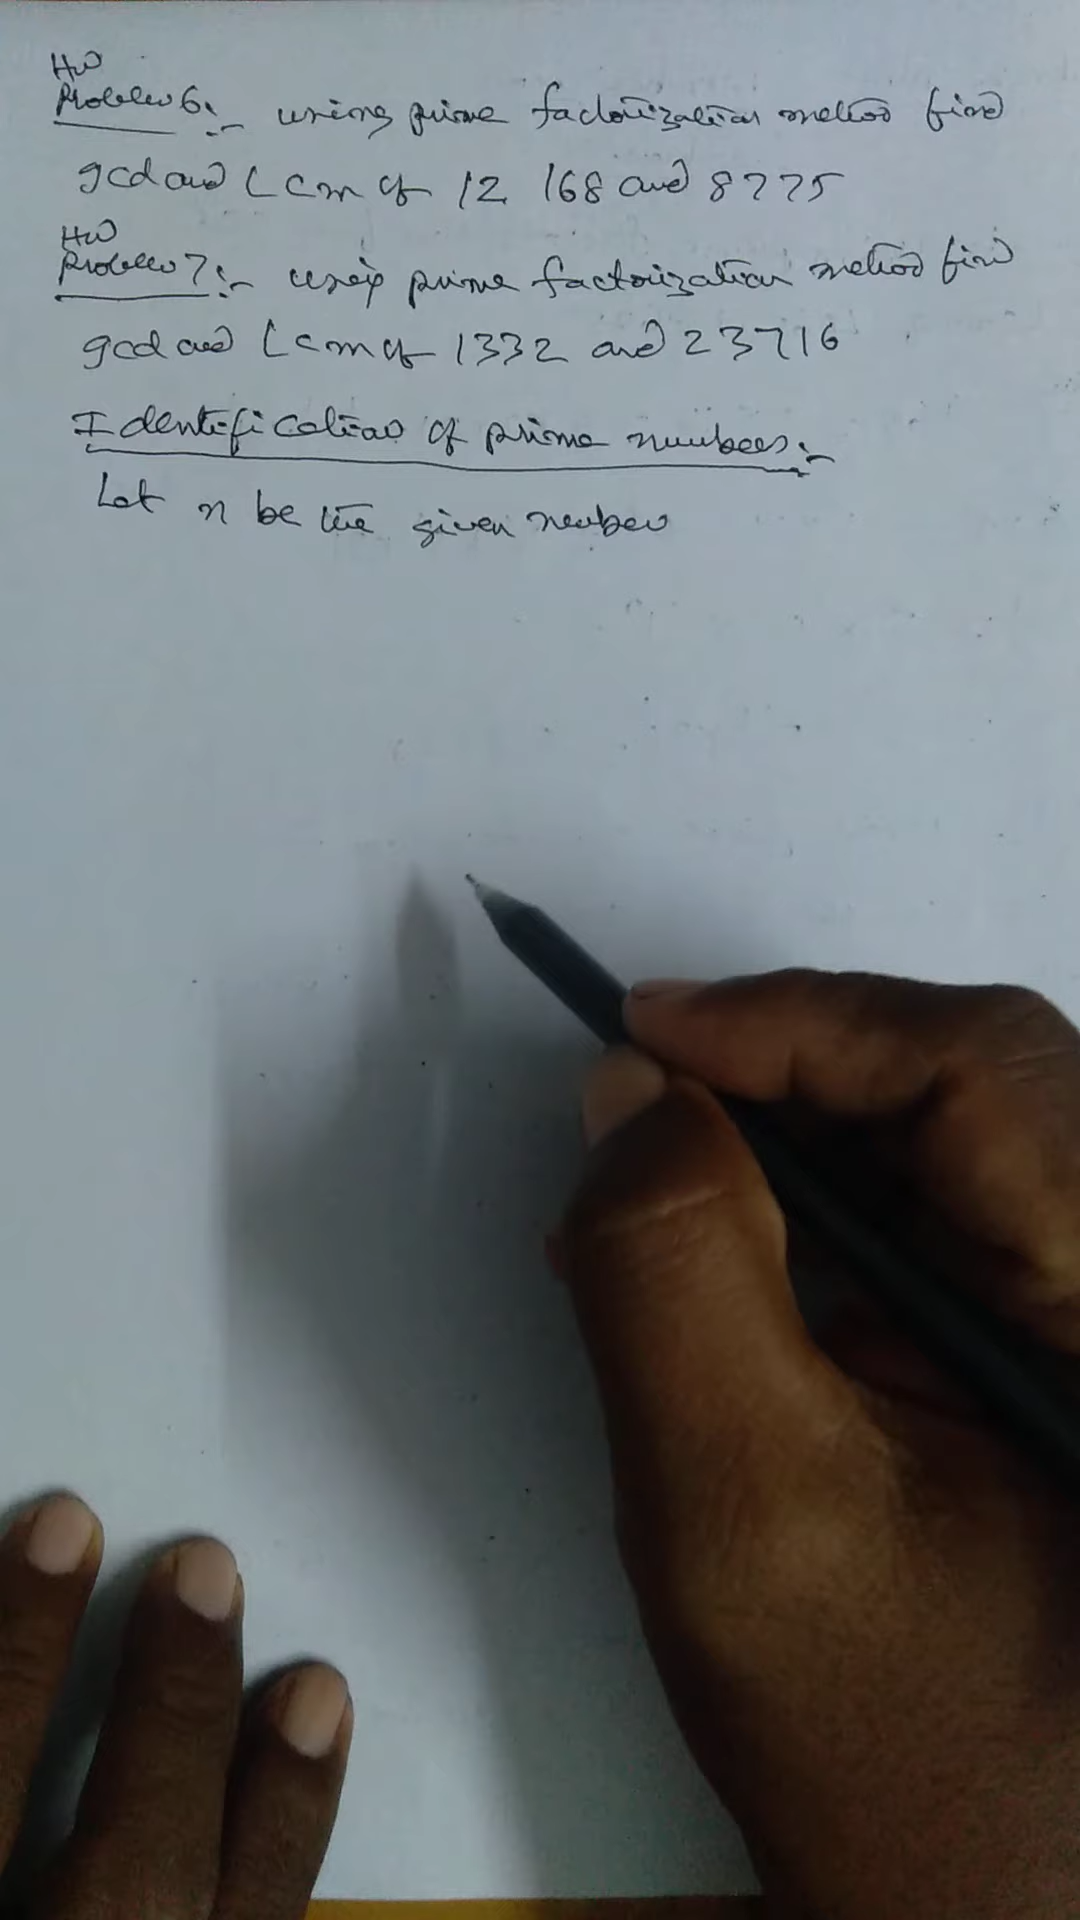 HW
Problem 6:- using prime factorization method find
gcd and Lcm of 12 168 and 8775
HW
Problem 7:- using prime factorization method find
gcd and Lcm of 1332 and 23716
Identification of prime numbers:-
Let n be the given number